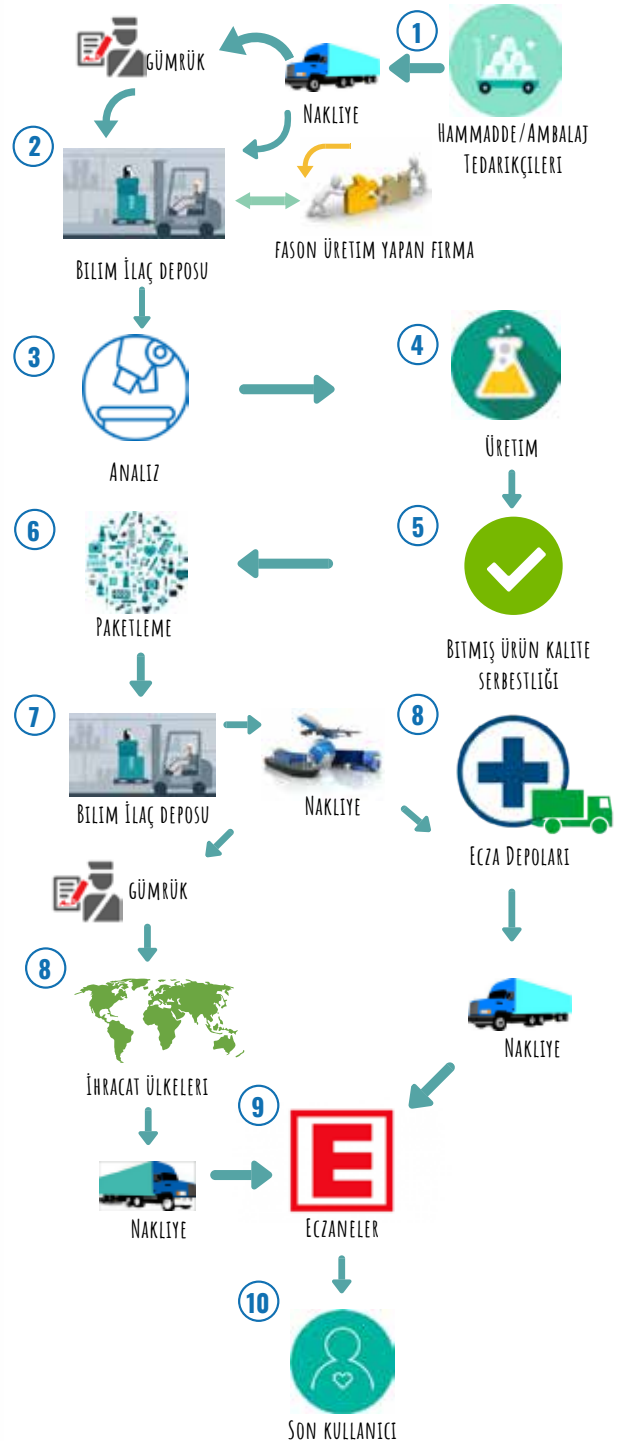 1
GÜMRÜK
NAKLIYE
HAMMADDE/AMBALAJ
TEDARIKÇILERI
2
BILIM İLAÇ DEPOSU
FASON ÜRETIM YAPAN FIRMA
3
ANALIZ
4
ÜRETIM
5
BITMIŞ ÜRÜN KALITE
SERBESTLIĞI
6
PAKETLEME
7
BILIM İLAÇ DEPOSU
NAKLIYE
8
ECZA DEPOLARI
GÜMRÜK
NAKLIYE
8
İHRACAT ÜLKELERI
NAKLIYE
9
E
ECZANELER
10
SON KULLANICI